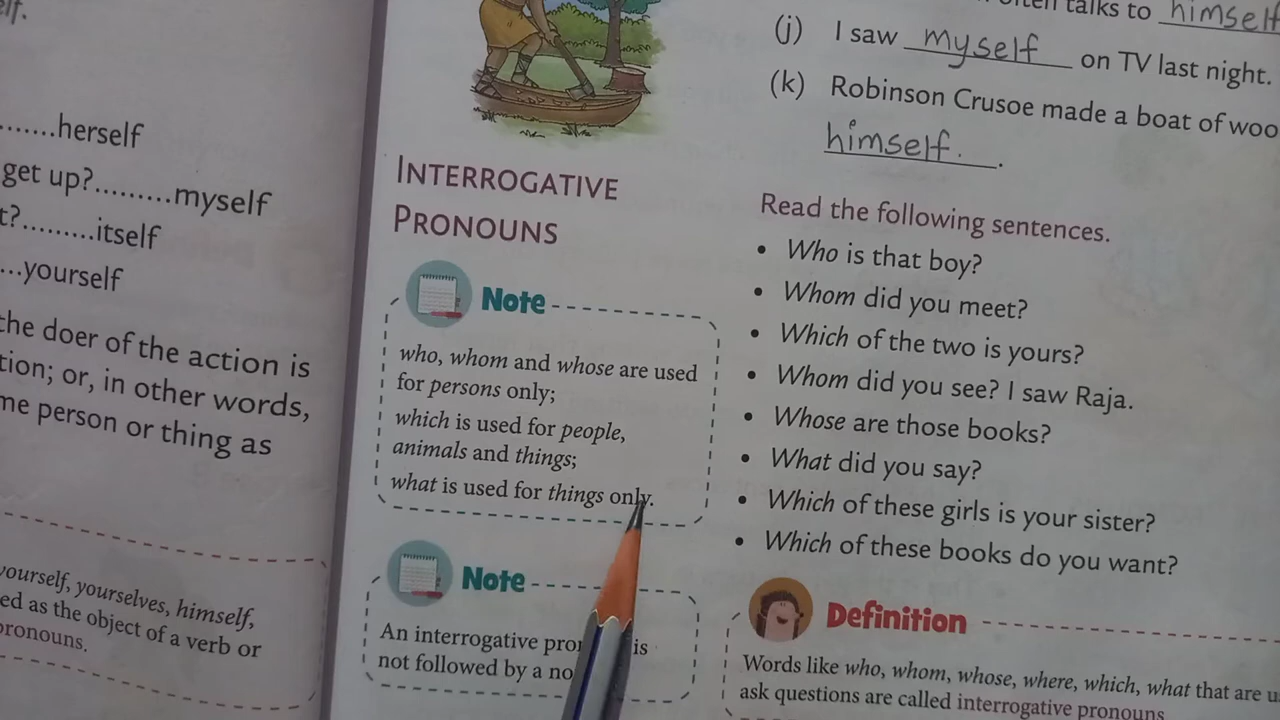 elf.
.......herself
get up?.........myself
t?.........itself
...yourself
the doer of the action is
tion; or, in other words,
me person or thing as
yourself, yourselves, himself,
ed as the object of a verb or
pronouns.
talks to himself
(j) I saw myself on TV last night.
(k) Robinson Crusoe made a boat of woo
himself.
INTERROGATIVE
PRONOUNS
Note
who, whom and whose are used
for persons only;
which is used for people,
animals and things;
what is used for things only.
Note
An interrogative pro is
not followed by a no
Read the following sentences.
• Who is that boy?
• Whom did you meet?
• Which of the two is yours?
• Whom did you see? I saw Raja.
• Whose are those books?
• What did you say?
• Which of these girls is your sister?
• Which of these books do you want?
Definition
Words like who, whom, whose, where, which, what that are u
ask questions are called interrogative pronouns